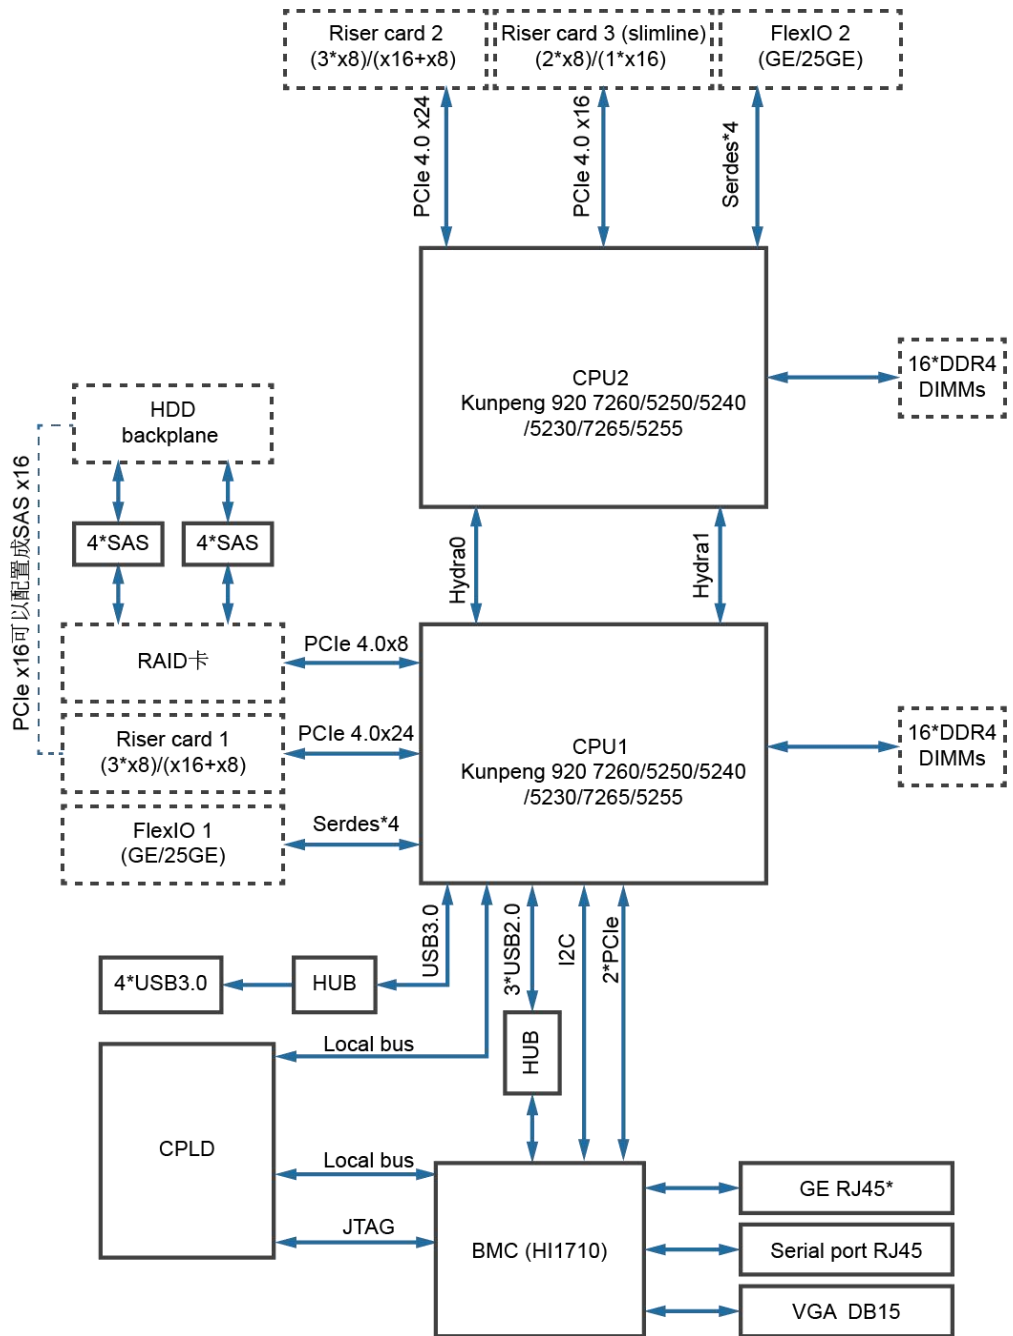 Riser card 2
(3*x8)/(x16+x8)
Riser card 3 (slimline)
(2*x8)/(1*x16)
FlexIO 2
(GE/25GE)
PCIe 4.0 x24
PCIe 4.0 x16
Serdes*4
CPU2
Kunpeng 920 7260/5250/5240
/5230/7265/5255
16*DDR4
DIMMs
HDD
backplane
4*SAS
4*SAS
PCIe x16可以配置成SAS x16
Hydra0
Hydra1
RAID卡
PCIe 4.0x8
Riser card 1
(3*x8)/(x16+x8)
PCIe 4.0x24
FlexIO 1
(GE/25GE)
Serdes*4
CPU1
Kunpeng 920 7260/5250/5240
/5230/7265/5255
16*DDR4
DIMMs
USB3.0
3*USB2.0
I2C
2*PCIe
4*USB3.0
HUB
HUB
Local bus
CPLD
Local bus
JTAG
BMC (HI1710)
GE RJ45*
Serial port RJ45
VGA DB15